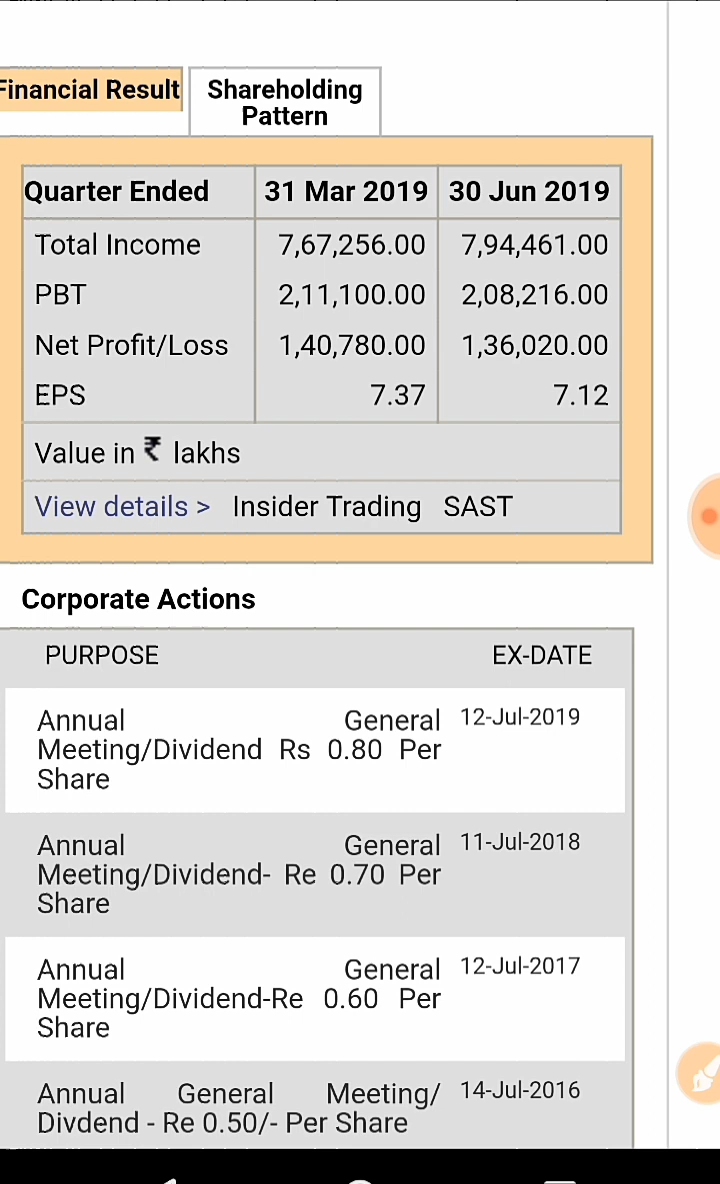 Financial Result
Shareholding
Pattern
Quarter Ended 31 Mar 2019 30 Jun 2019
Total Income 7,67,256.00 7,94,461.00
PBT 2,11,100.00 2,08,216.00
Net Profit/Loss 1,40,780.00 1,36,020.00
EPS 7.37 7.12
Value in ₹ lakhs
View details > Insider Trading SAST
Corporate Actions
PURPOSE EX-DATE
Annual General 12-Jul-2019
Meeting/Dividend Rs 0.80 Per
Share
Annual General 11-Jul-2018
Meeting/Dividend- Re 0.70 Per
Share
Annual General 12-Jul-2017
Meeting/Dividend-Re 0.60 Per
Share
Annual General Meeting/ 14-Jul-2016
Divdend - Re 0.50/- Per Share